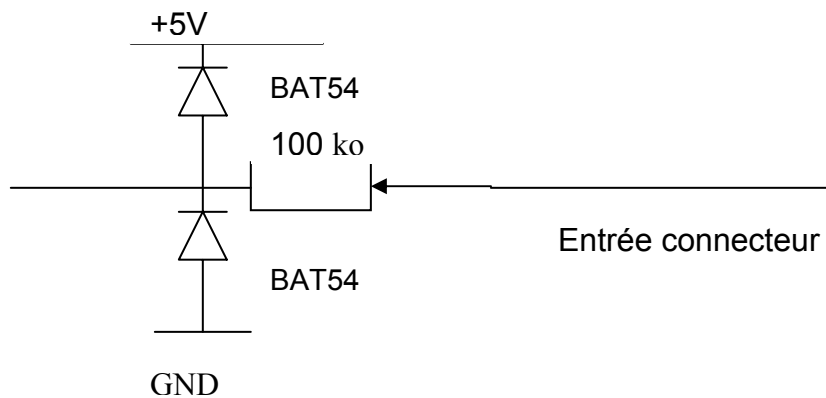 +5V
BAT54
100 ko
Entrée connecteur
BAT54
GND